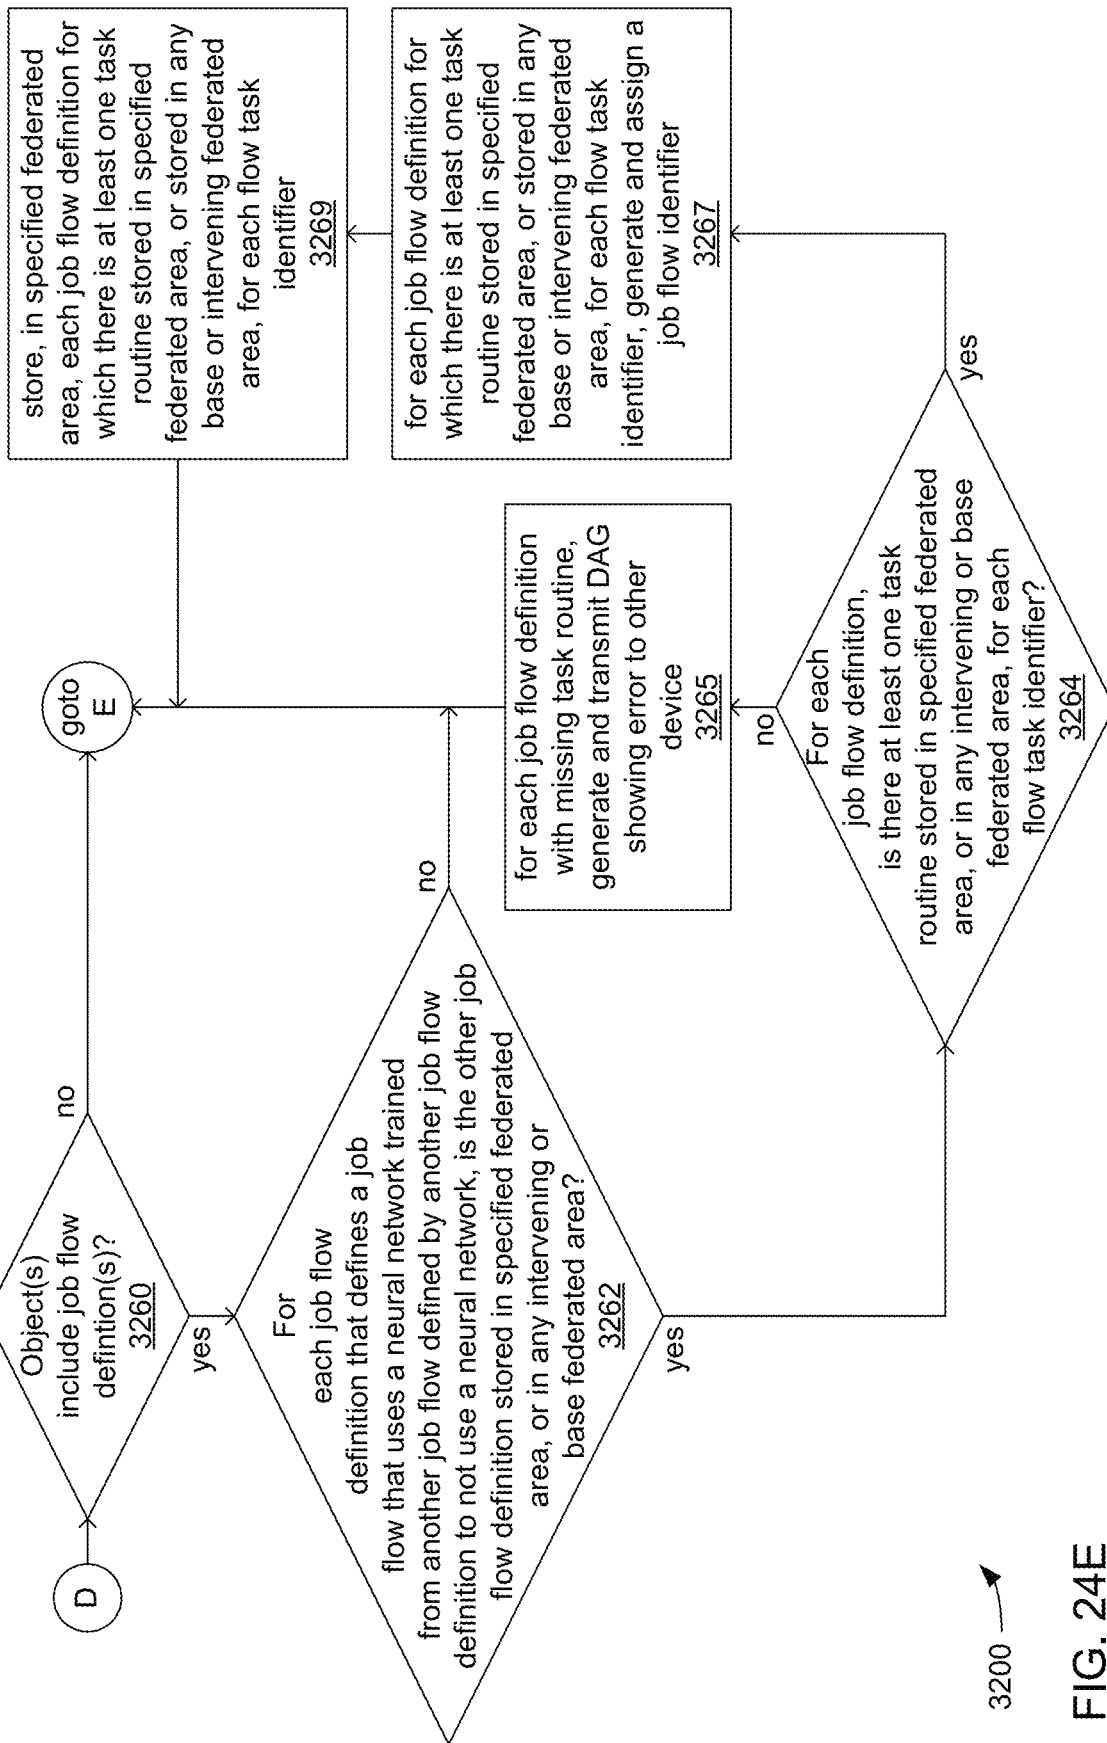 D
Object(s)
include job flow
definition(s)?
3260
no
yes
goto
E
For
each job flow
definition that defines a job
flow that uses a neural network trained
from another job flow defined by another job flow
definition to not use a neural network, is the other job
flow definition stored in specified federated
area, or in any intervening or
base federated area?
3262
no
yes
For each
job flow definition,
is there at least one task
routine stored in specified federated
area, or in any intervening or base
federated area, for each
flow task identifier?
3264
no
yes
for each job flow definition
with missing task routine,
generate and transmit DAG
showing error to other
device
3265
for each job flow definition for
which there is at least one task
routine stored in specified
federated area, or stored in any
base or intervening federated
area, for each flow task
identifier, generate and assign a
job flow identifier
3267
store, in specified federated
area, each job flow definition for
which there is at least one task
routine stored in specified
federated area, or stored in any
base or intervening federated
area, for each flow task
identifier
3269
3200
FIG. 24E